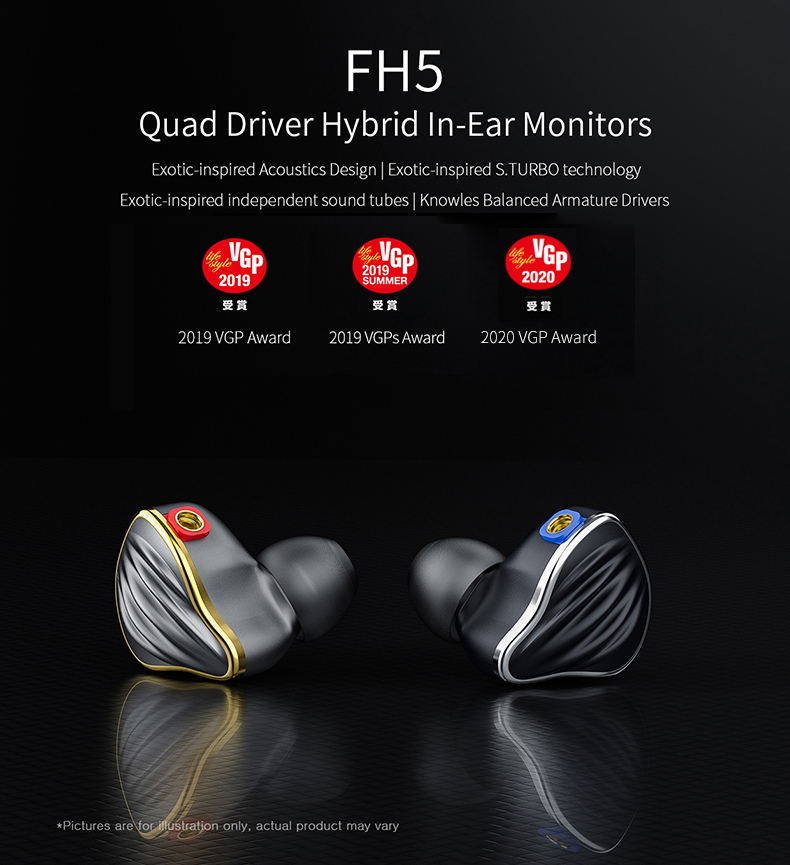 FH5
Quad Driver Hybrid In-Ear Monitors
Exotic-inspired Acoustics Design | Exotic-inspired S.TURBO technology
Exotic-inspired independent sound tubes | Knowles Balanced Armature Drivers
life style VGP 2019
受賞
2019 VGP Award
life style VGP 2019 SUMMER
受賞
2019 VGPs Award
life style VGP 2020
受賞
2020 VGP Award
*Pictures are for illustration only, actual product may vary